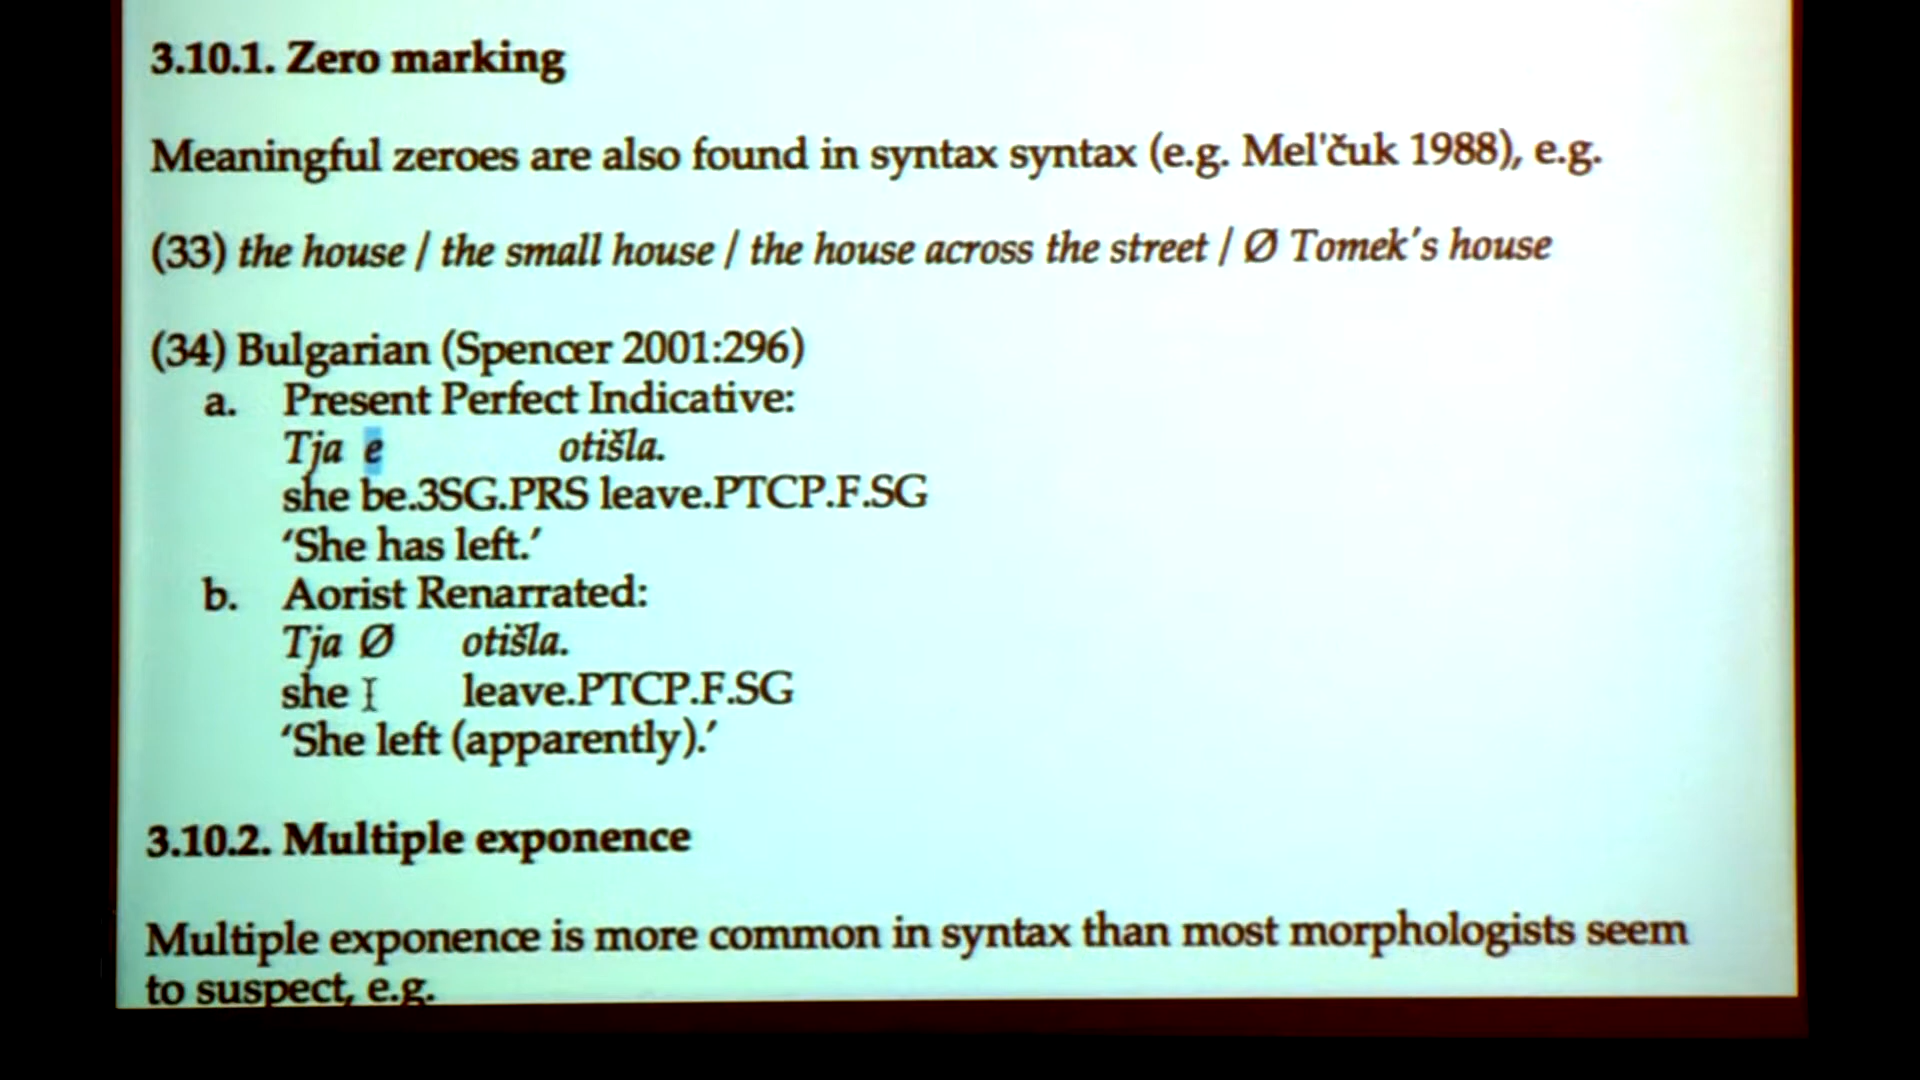 3.10.1. Zero marking
Meaningful zeroes are also found in syntax syntax (e.g. Mel'čuk 1988), e.g.
(33) the house / the small house / the house across the street / Ø Tomek's house
(34) Bulgarian (Spencer 2001:296)
a. Present Perfect Indicative:
Tja e otišla.
she be.3SG.PRS leave.PTCP.F.SG
‘She has left.’
b. Aorist Renarrated:
Tja Ø otišla.
she leave.PTCP.F.SG
‘She left (apparently).’
3.10.2. Multiple exponence
Multiple exponence is more common in syntax than most morphologists seem
to suspect, e.g.